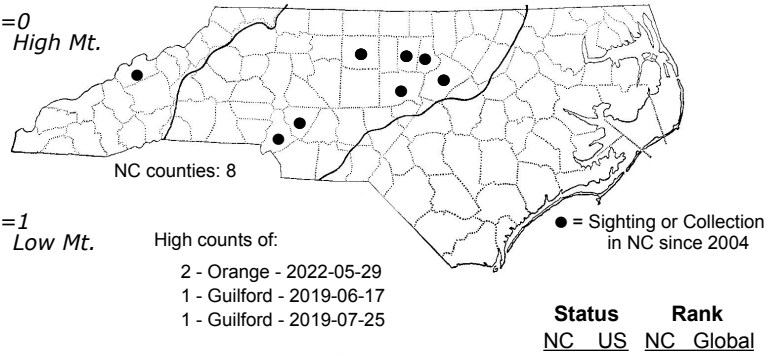 =0
High Mt.
NC counties: 8
=1
Low Mt.
High counts of:
2 - Orange - 2022-05-29
1 - Guilford - 2019-06-17
1 - Guilford - 2019-07-25
● = Sighting or Collection
in NC since 2004
Status Rank
NC US NC Global